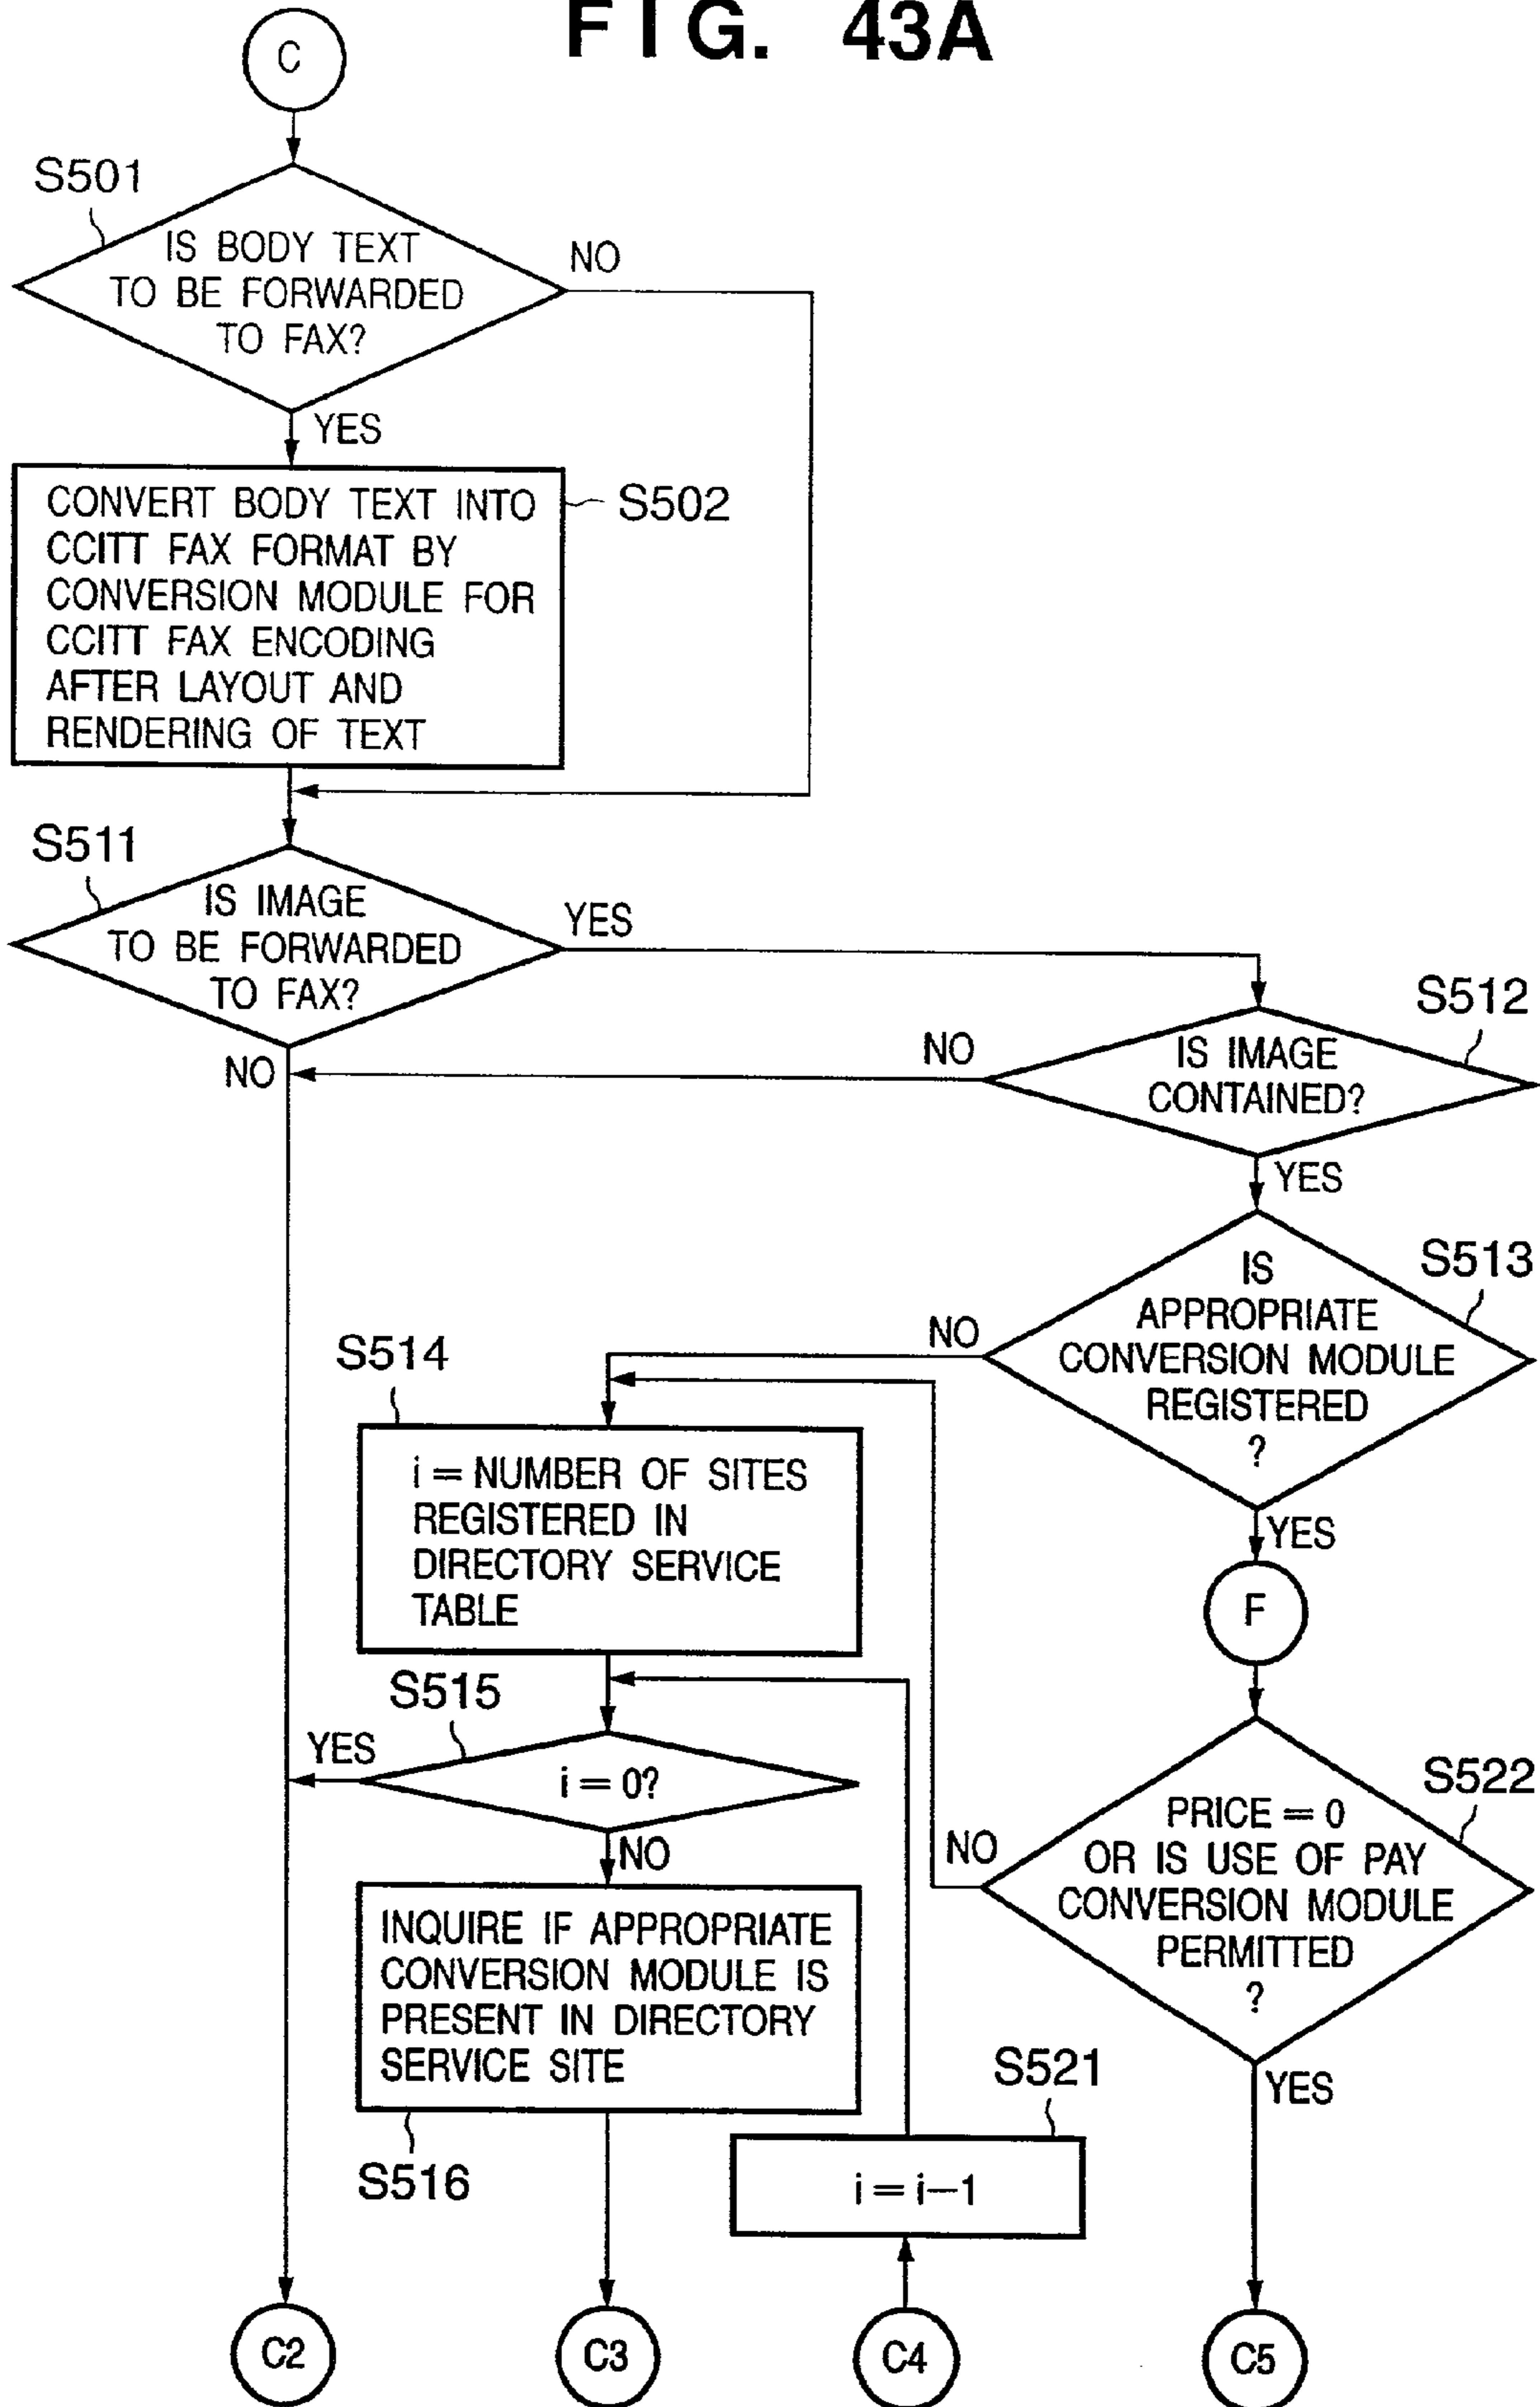 FIG. 43A
C
S501
IS BODY TEXT
TO BE FORWARDED
TO FAX?
NO
YES
CONVERT BODY TEXT INTO
CCITT FAX FORMAT BY
CONVERSION MODULE FOR
CCITT FAX ENCODING
AFTER LAYOUT AND
RENDERING OF TEXT
S502
S511
IS IMAGE
TO BE FORWARDED
TO FAX?
YES
NO
S512
IS IMAGE
CONTAINED?
NO
YES
S513
IS
APPROPRIATE
CONVERSION MODULE
REGISTERED
?
NO
YES
S514
i = NUMBER OF SITES
REGISTERED IN
DIRECTORY SERVICE
TABLE
F
S515
i = 0?
YES
NO
S522
PRICE = 0
OR IS USE OF PAY
CONVERSION MODULE
PERMITTED
?
NO
YES
INQUIRE IF APPROPRIATE
CONVERSION MODULE IS
PRESENT IN DIRECTORY
SERVICE SITE
S516
S521
i = i–1
C2
C3
C4
C5